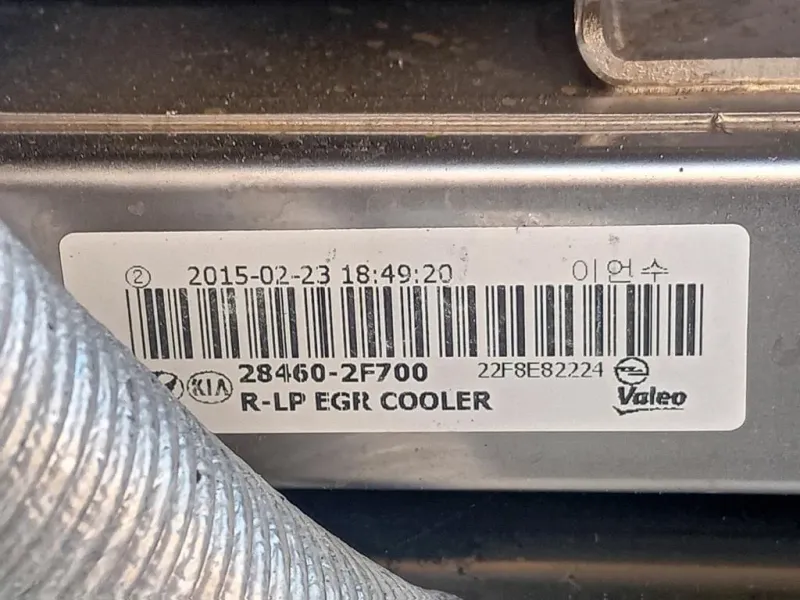 ② 2015-02-23 18:49:20 이언수
KIA 28460-2F700 22F8E82224
R-LP EGR COOLER Valeo